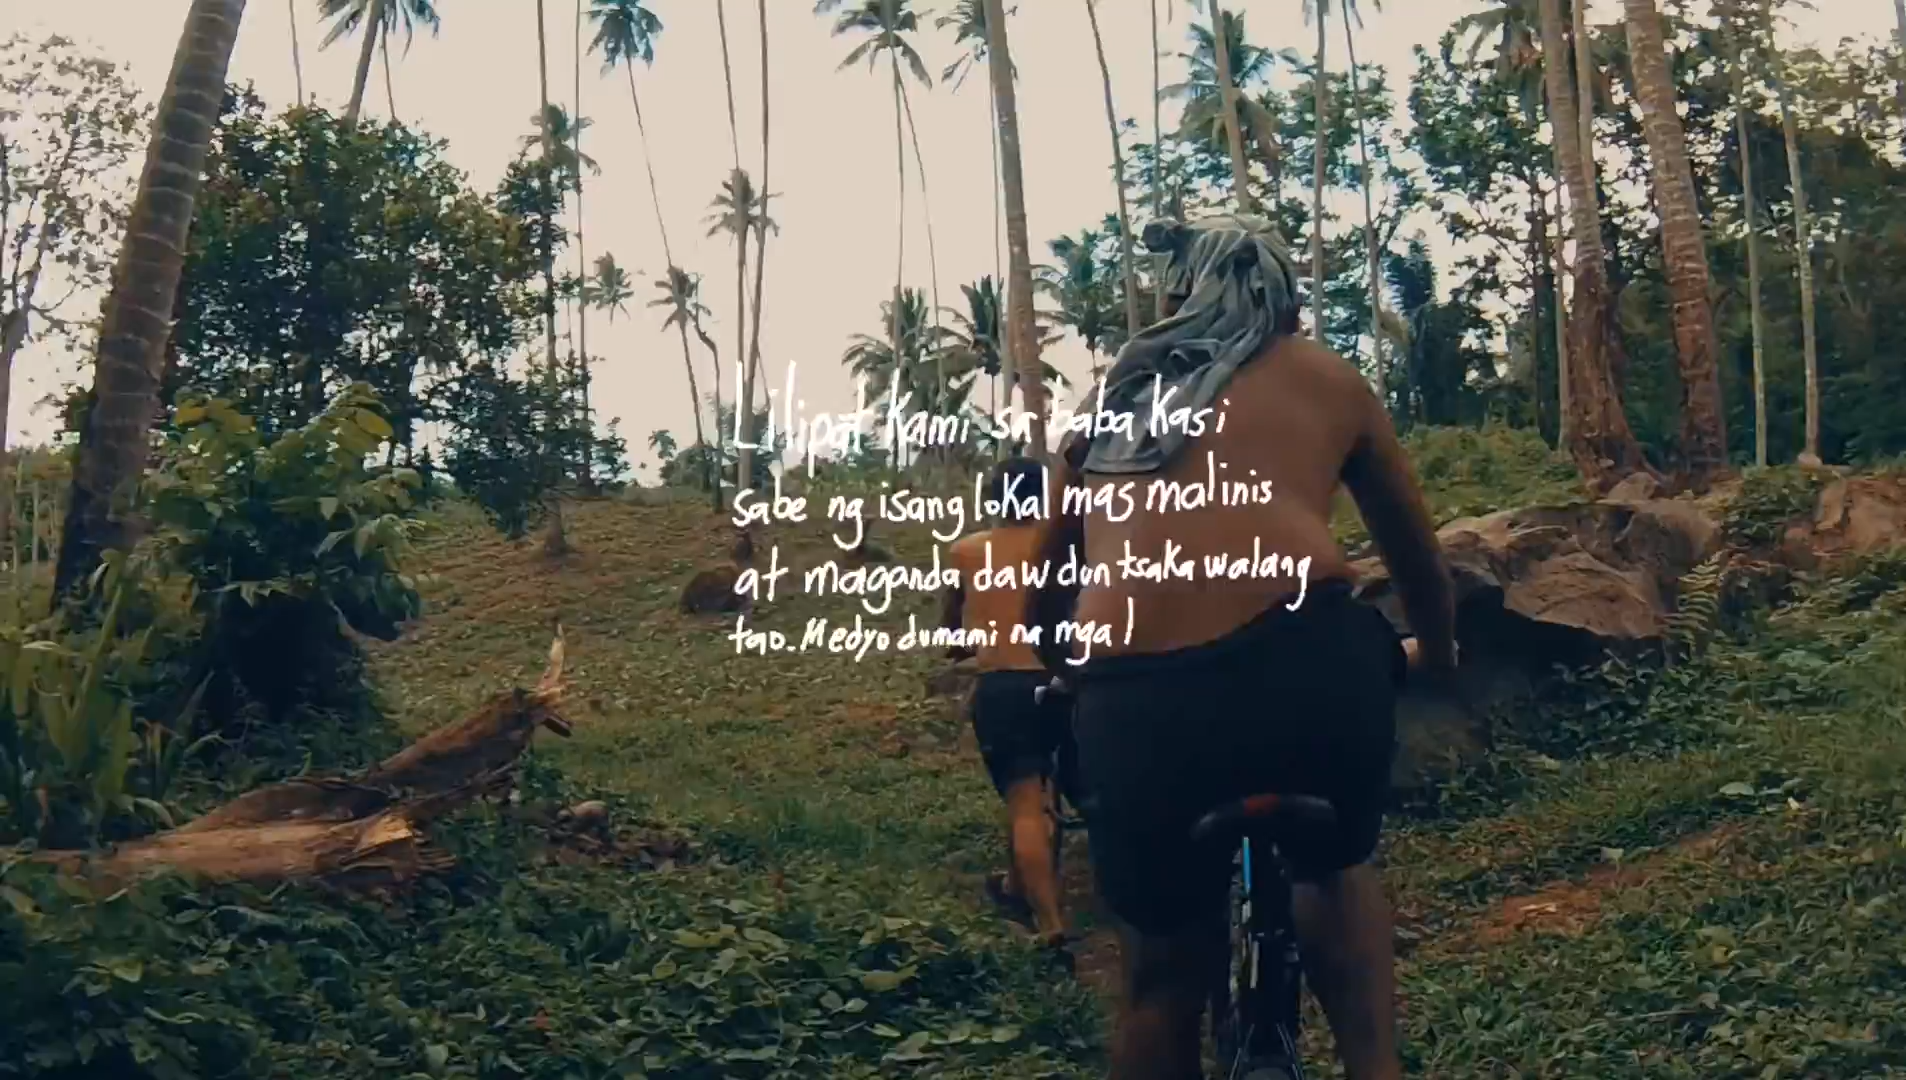 Lilipat kami sa baba kasi
sabe ng isang lokal mas malinis
at maganda daw dun tsaka walang
tao. Medyo dumami na mga